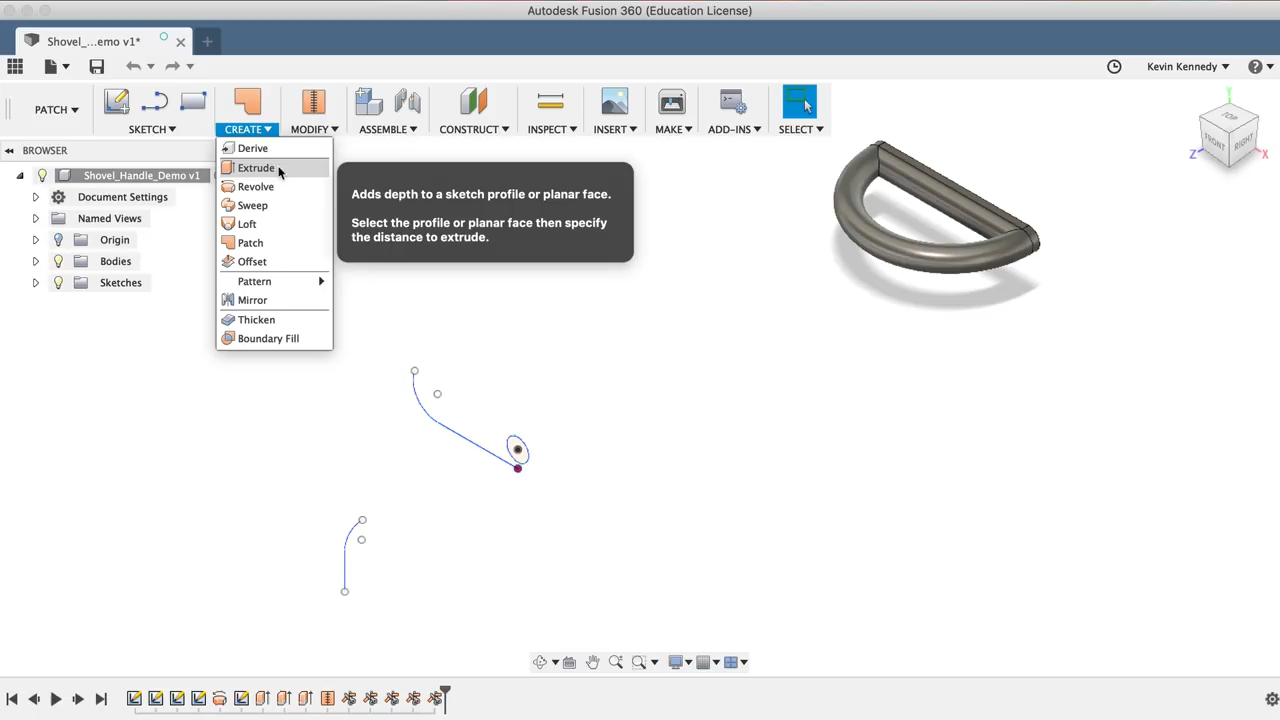 Autodesk Fusion 360 (Education License)
Shovel_...emo v1*
Kevin Kennedy
PATCH
SKETCH
CREATE
MODIFY
ASSEMBLE
CONSTRUCT
INSPECT
INSERT
MAKE
ADD-INS
SELECT
TOP
FRONT
RIGHT
Y
Z
X
BROWSER
Shovel_Handle_Demo v1
Document Settings
Named Views
Origin
Bodies
Sketches
Derive
Extrude
Revolve
Sweep
Loft
Patch
Offset
Pattern
Mirror
Thicken
Boundary Fill
Adds depth to a sketch profile or planar face.
Select the profile or planar face then specify
the distance to extrude.